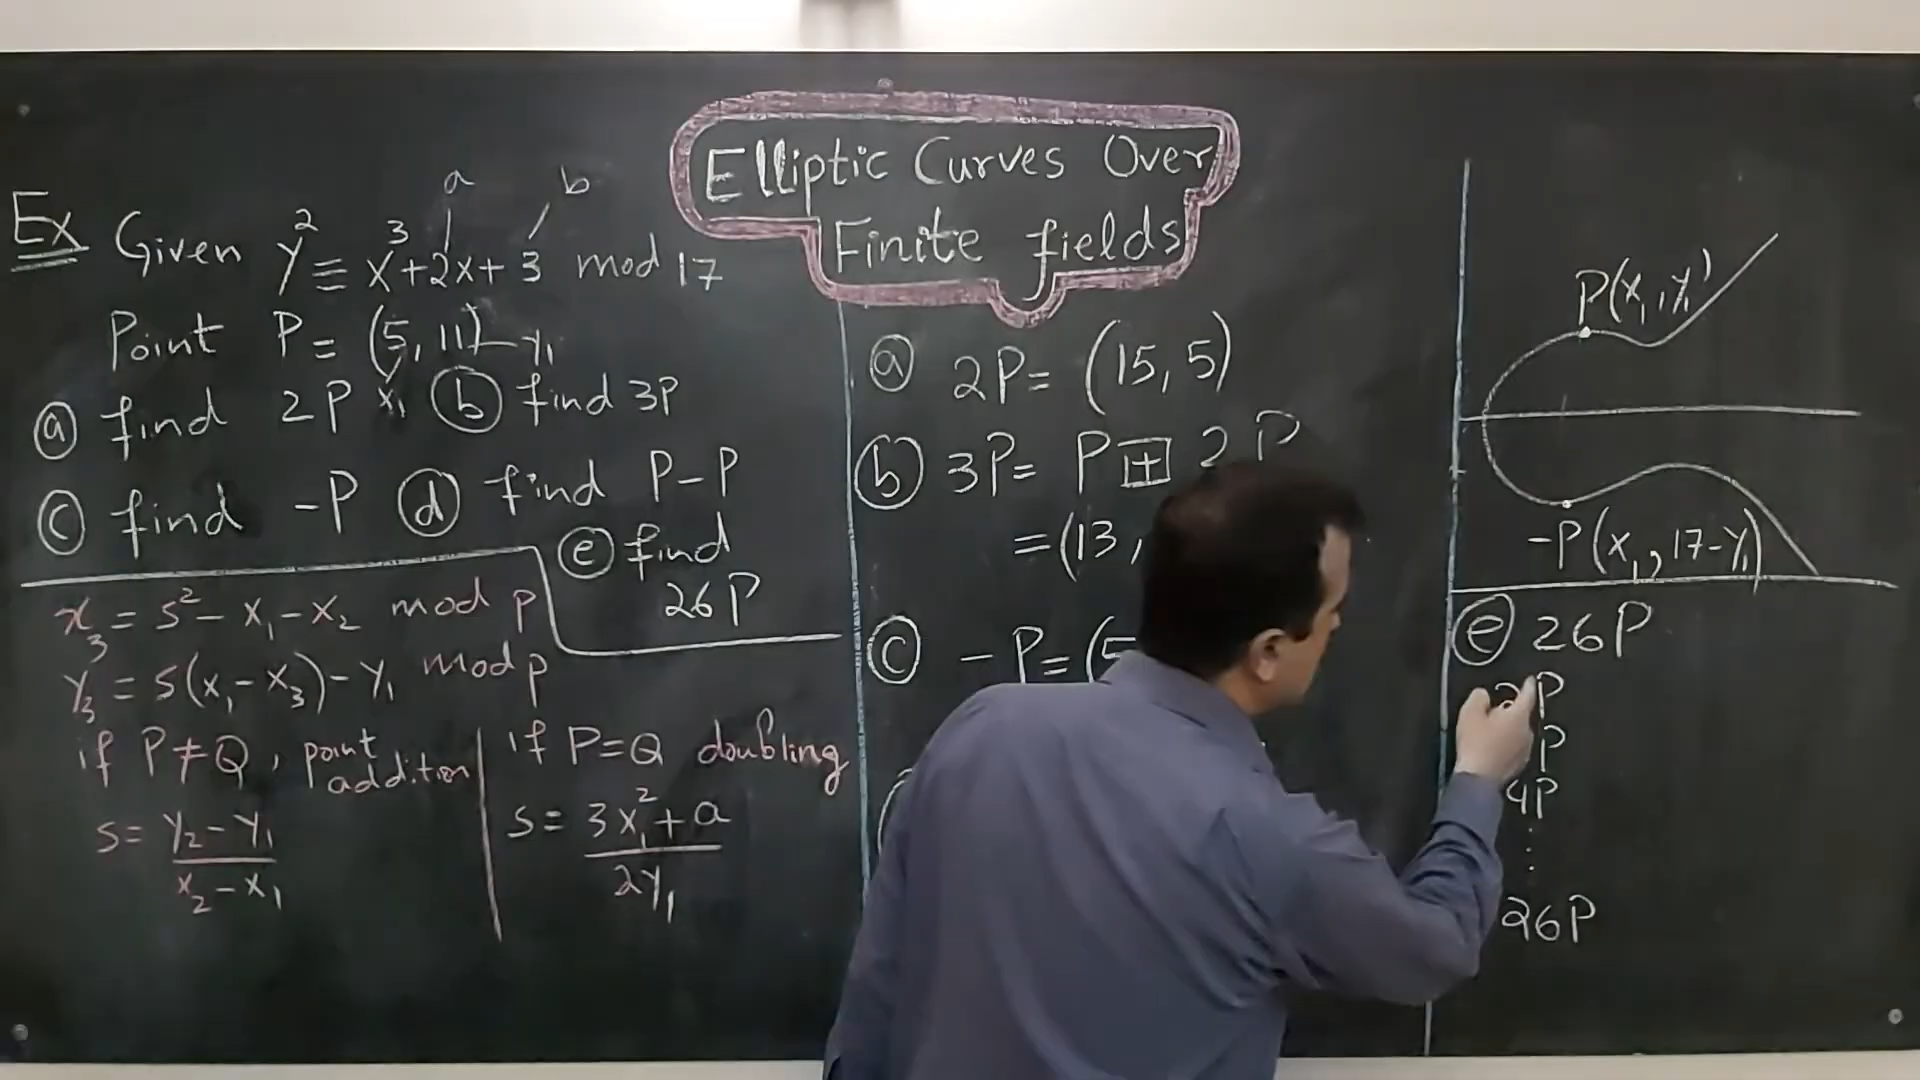 Elliptic Curves Over
Finite fields
a b
Ex Given y² ≡ x³+2x+3 mod 17
Point P= (5, 11) y₁
x₁
ⓐ find 2P ⓑ find 3P
ⓒ find -P ⓓ find P-P
ⓔ find
26P
x₃ = s² - x₁ - x₂ mod p
y₃ = s(x₁ - x₃) - y₁ mod p
if P ≠ Q, point
addition
s = (y₂ - y₁)/(x₂ - x₁)
if P=Q doubling
s = (3x₁² + a)/(2y₁)
ⓐ 2P= (15, 5)
ⓑ 3P= P ⊞ 2P
=(13,
ⓒ -P=(5
P(x₁, y₁)
-P(x₁, 17-y₁)
ⓔ 26P
2P
P
4P
⋮
26P